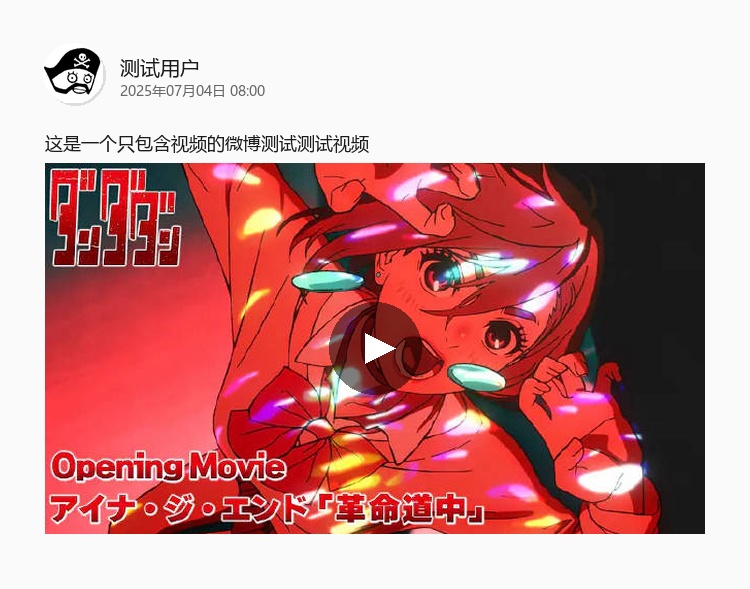 测试用户
2025年07月04日 08:00
这是一个只包含视频的微博测试测试视频
ダンダダン
Opening Movie
アイナ・ジ・エンド「革命道中」